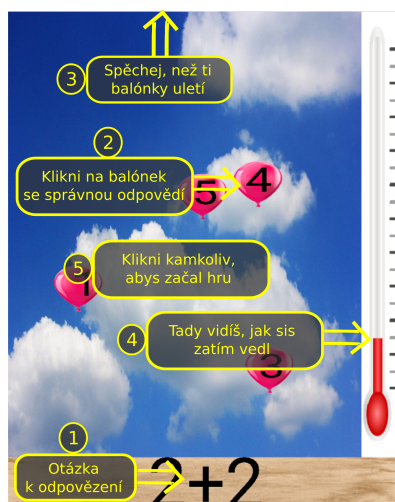 3
Spěchej, než ti
balónky uletí
2
Klikni na balónek
se správnou odpovědí
5
4
5
1
Klikni kamkoliv,
abys začal hru
4
Tady vidíš, jak sis
zatím vedl
3
1
Otázka
k odpovězení
2+2